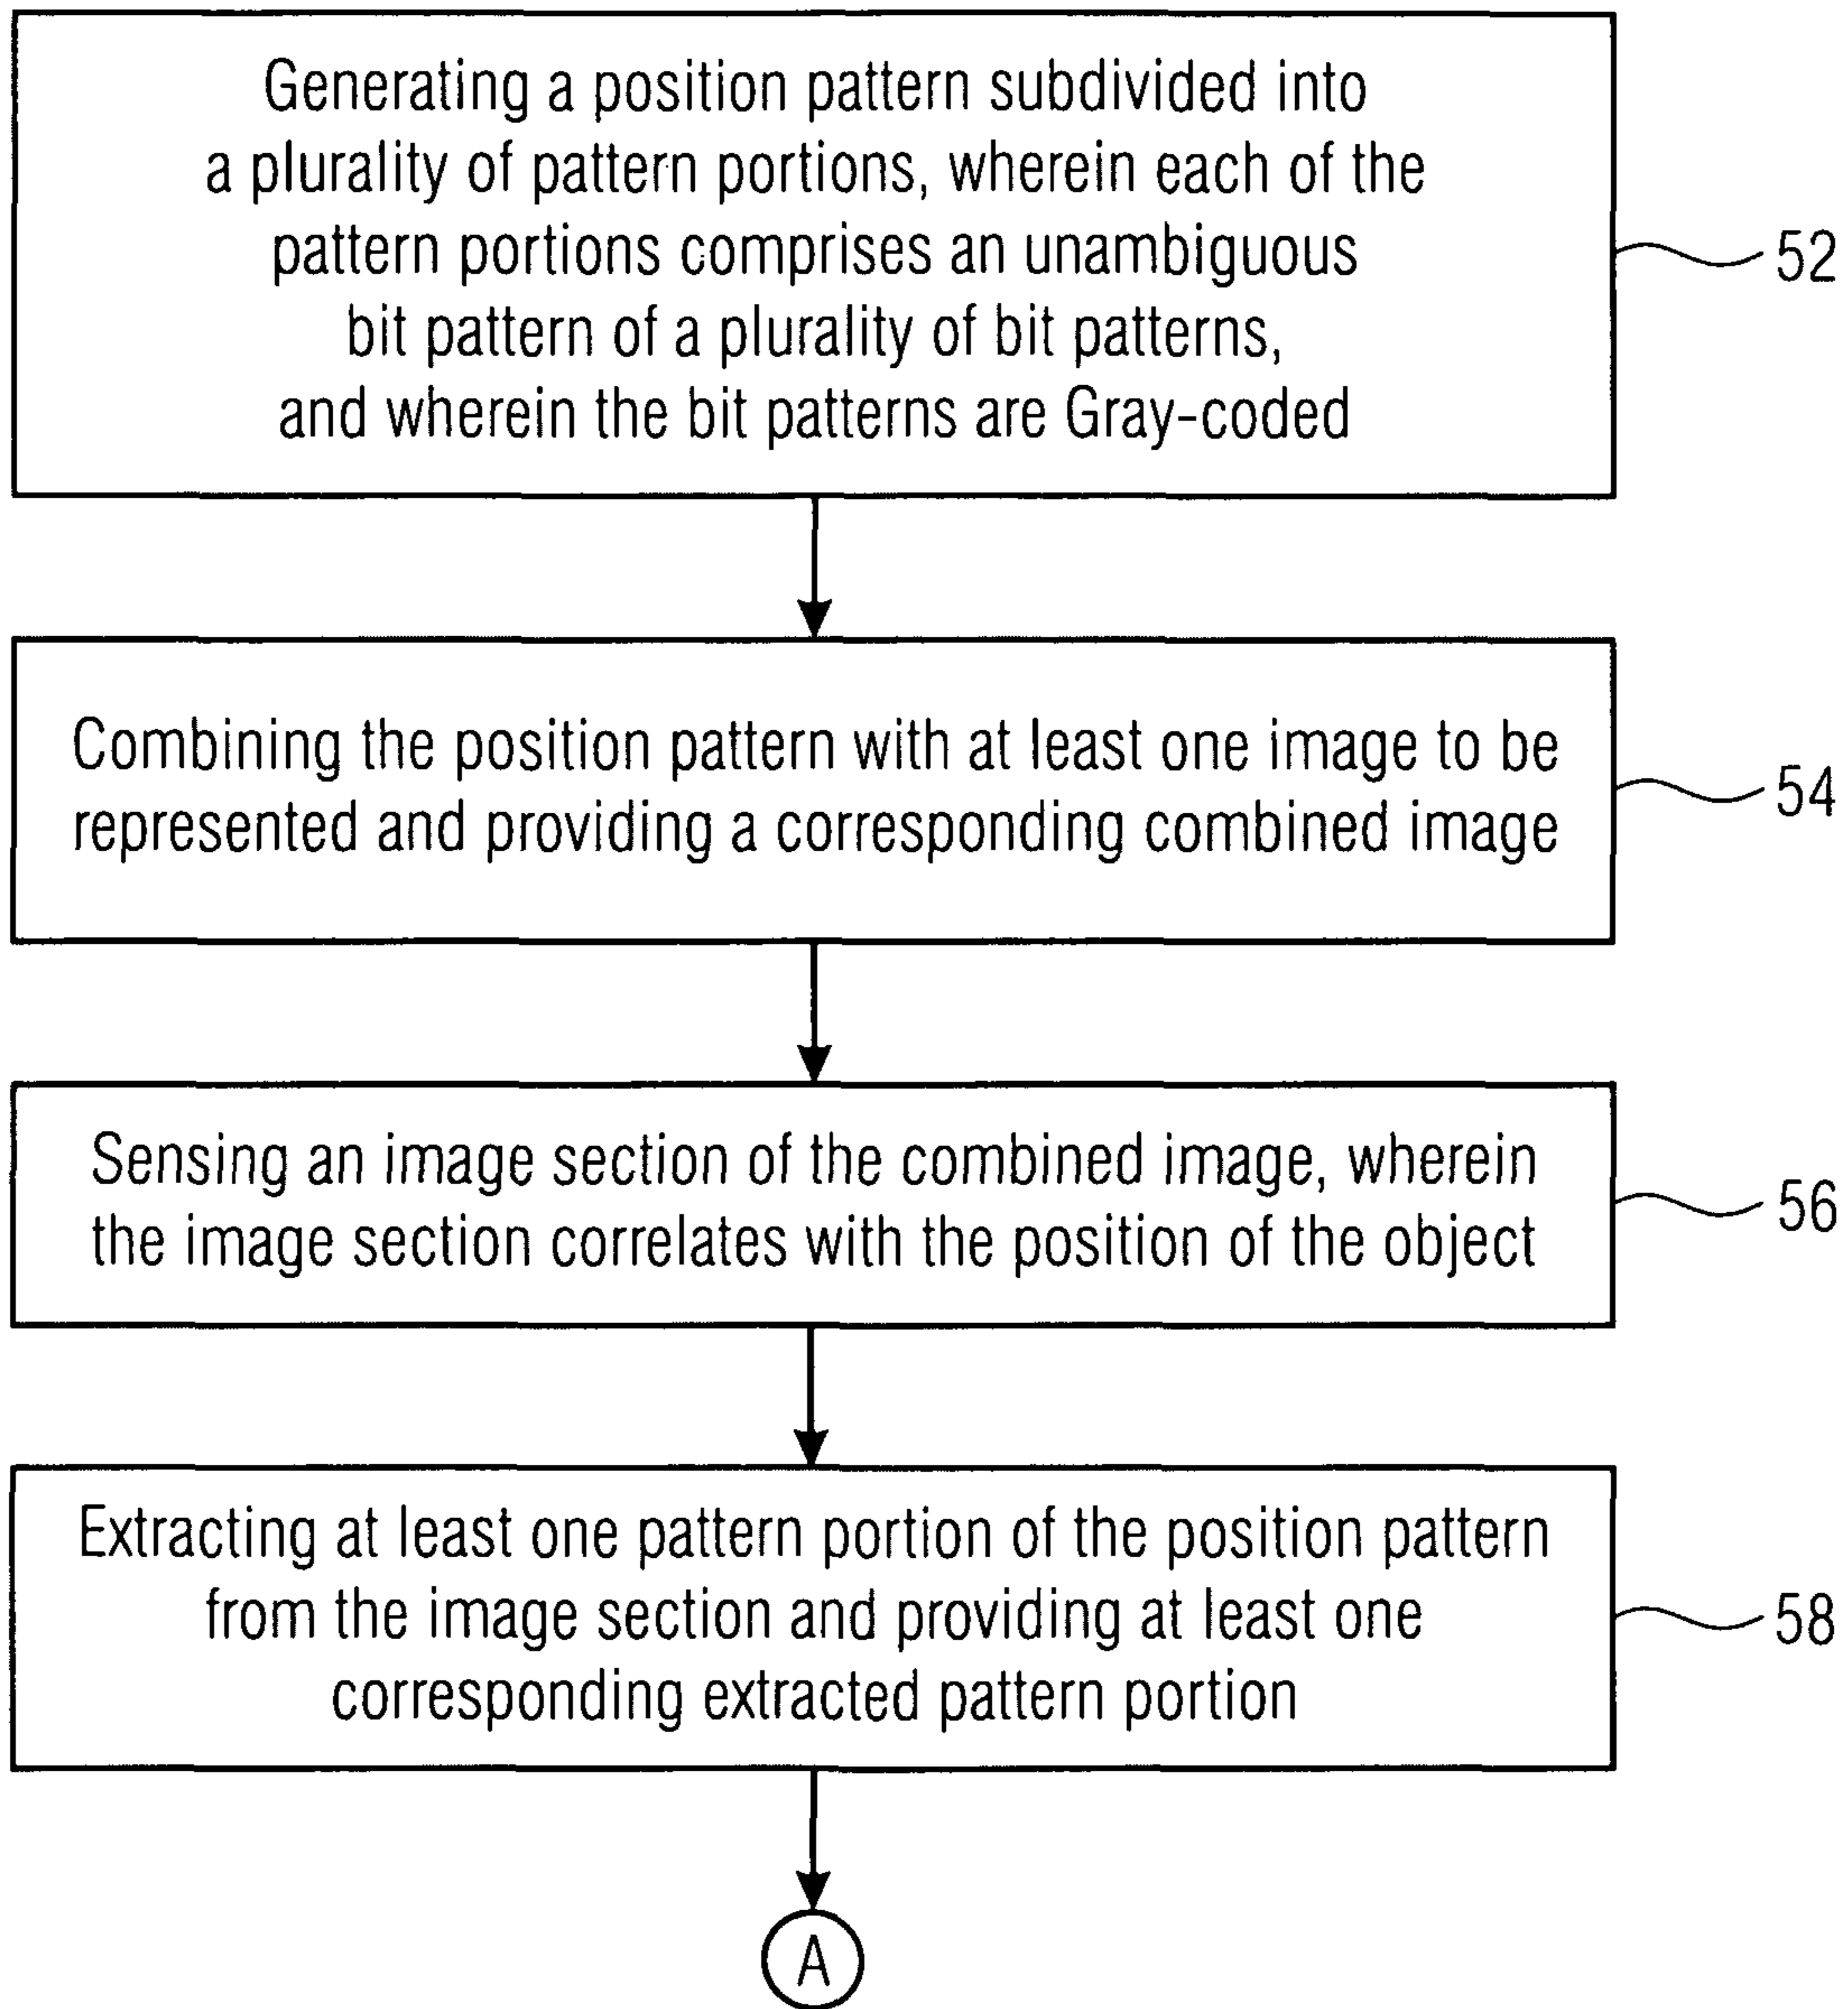 Generating a position pattern subdivided into
a plurality of pattern portions, wherein each of the
pattern portions comprises an unambiguous
bit pattern of a plurality of bit patterns,
and wherein the bit patterns are Gray-coded
52
Combining the position pattern with at least one image to be
represented and providing a corresponding combined image
54
Sensing an image section of the combined image, wherein
the image section correlates with the position of the object
56
Extracting at least one pattern portion of the position pattern
from the image section and providing at least one
corresponding extracted pattern portion
58
A